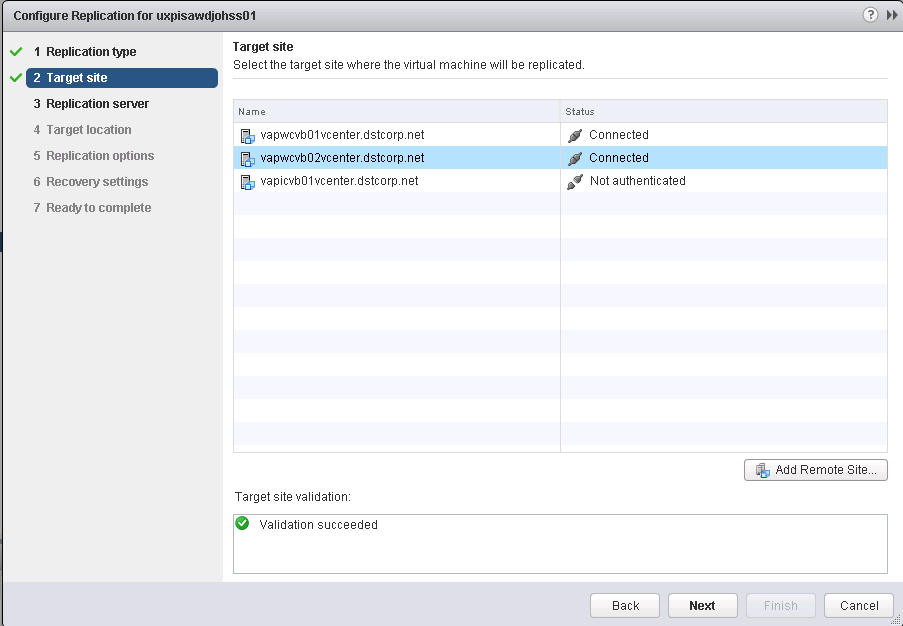 Configure Replication for uxpisawdjohss01
?
1 Replication type
2 Target site
3 Replication server
4 Target location
5 Replication options
6 Recovery settings
7 Ready to complete
Target site
Select the target site where the virtual machine will be replicated.
Name Status
vapwcvb01vcenter.dstcorp.net Connected
vapwcvb02vcenter.dstcorp.net Connected
vapicvb01vcenter.dstcorp.net Not authenticated
Add Remote Site...
Target site validation:
Validation succeeded
Back Next Finish Cancel